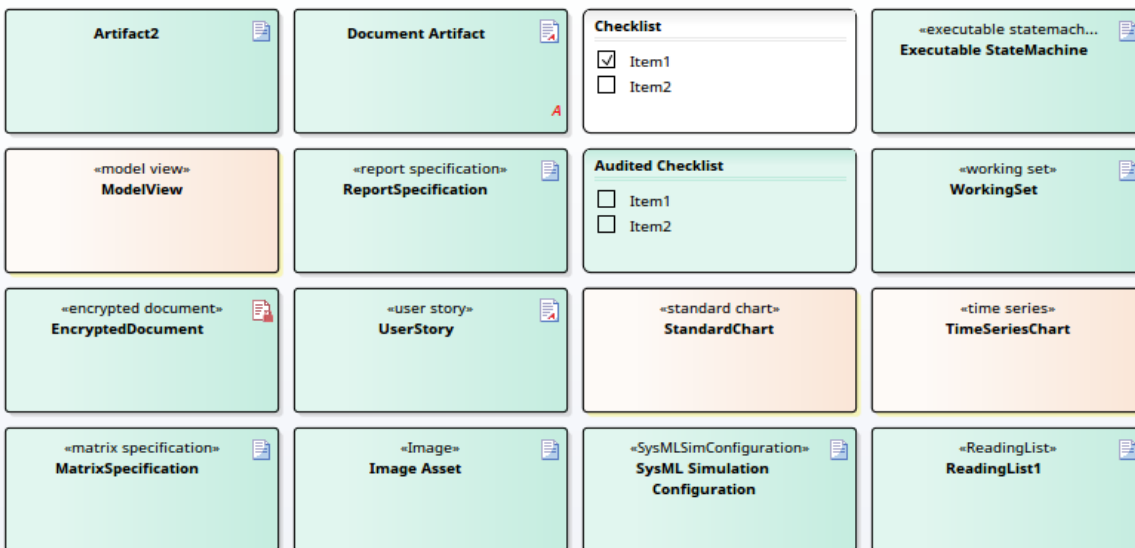 Artifact2
Document Artifact
A
Checklist
Item1
Item2
«executable statemach...
Executable StateMachine
«model view»
ModelView
«report specification»
ReportSpecification
Audited Checklist
Item1
Item2
«working set»
WorkingSet
«encrypted document»
EncryptedDocument
«user story»
UserStory
«standard chart»
StandardChart
«time series»
TimeSeriesChart
«matrix specification»
MatrixSpecification
«Image»
Image Asset
«SysMLSimConfiguration»
SysML Simulation
Configuration
«ReadingList»
ReadingList1